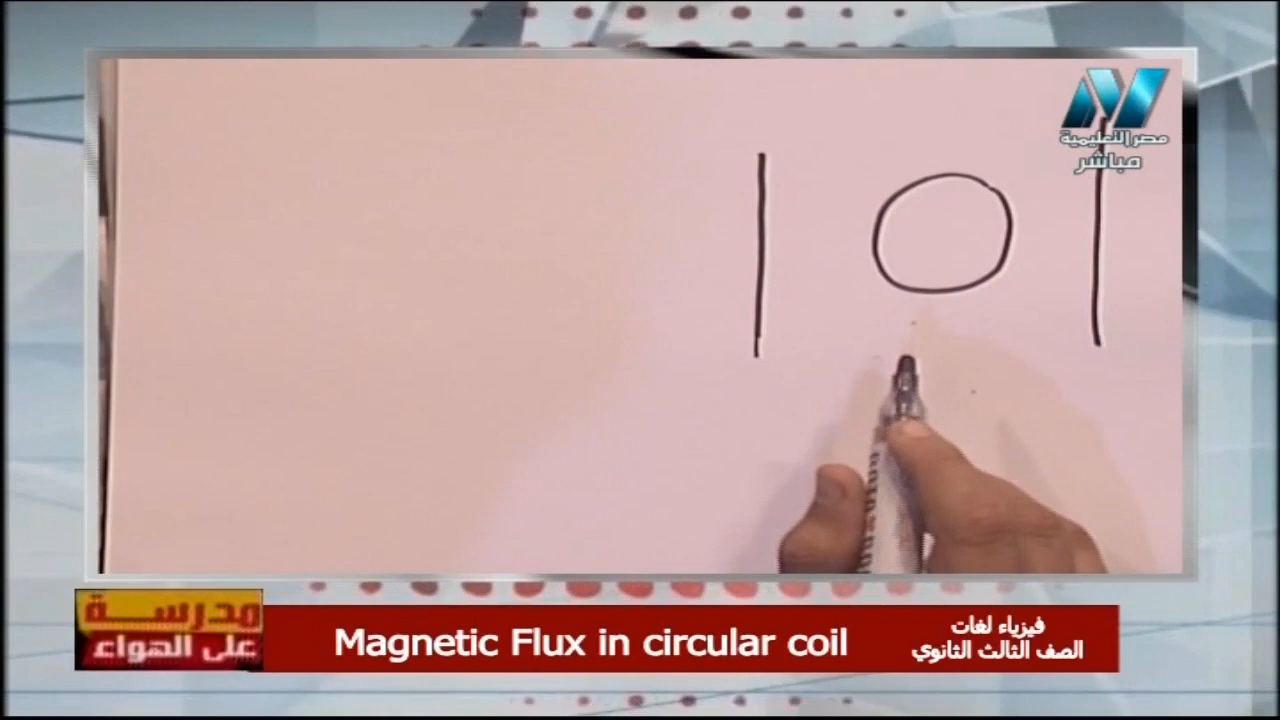 مصر التعليمية
مباشر
مدرسة
على الهواء
Magnetic Flux in circular coil
فيزياء لغات
الصف الثالث الثانوي